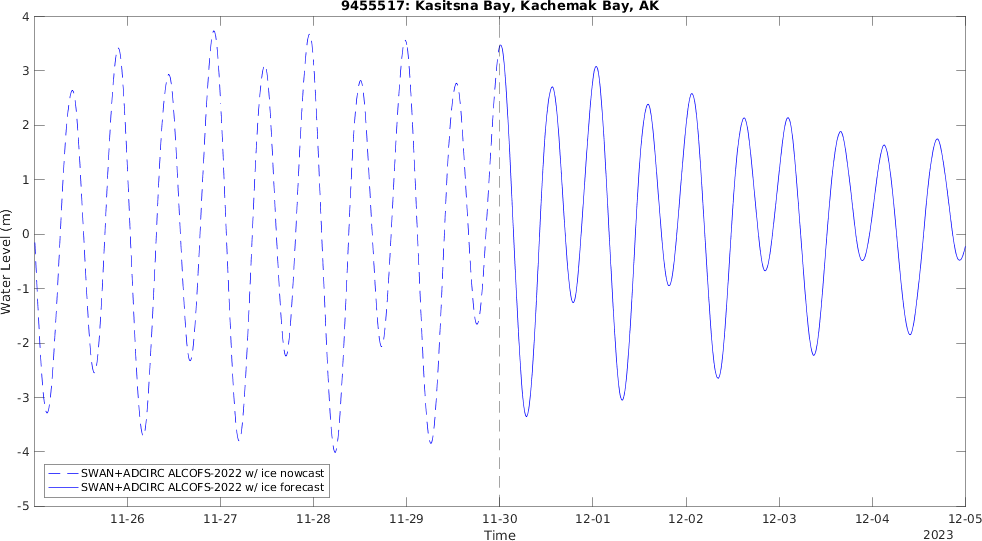 9455517: Kasitsna Bay, Kachemak Bay, AK
Water Level (m)
4
3
2
1
0
-1
-2
-3
-4
-5
SWAN+ADCIRC ALCOFS-2022 w/ ice nowcast
SWAN+ADCIRC ALCOFS-2022 w/ ice forecast
11-26 11-27 11-28 11-29 11-30 12-01 12-02 12-03 12-04 12-05
Time
2023